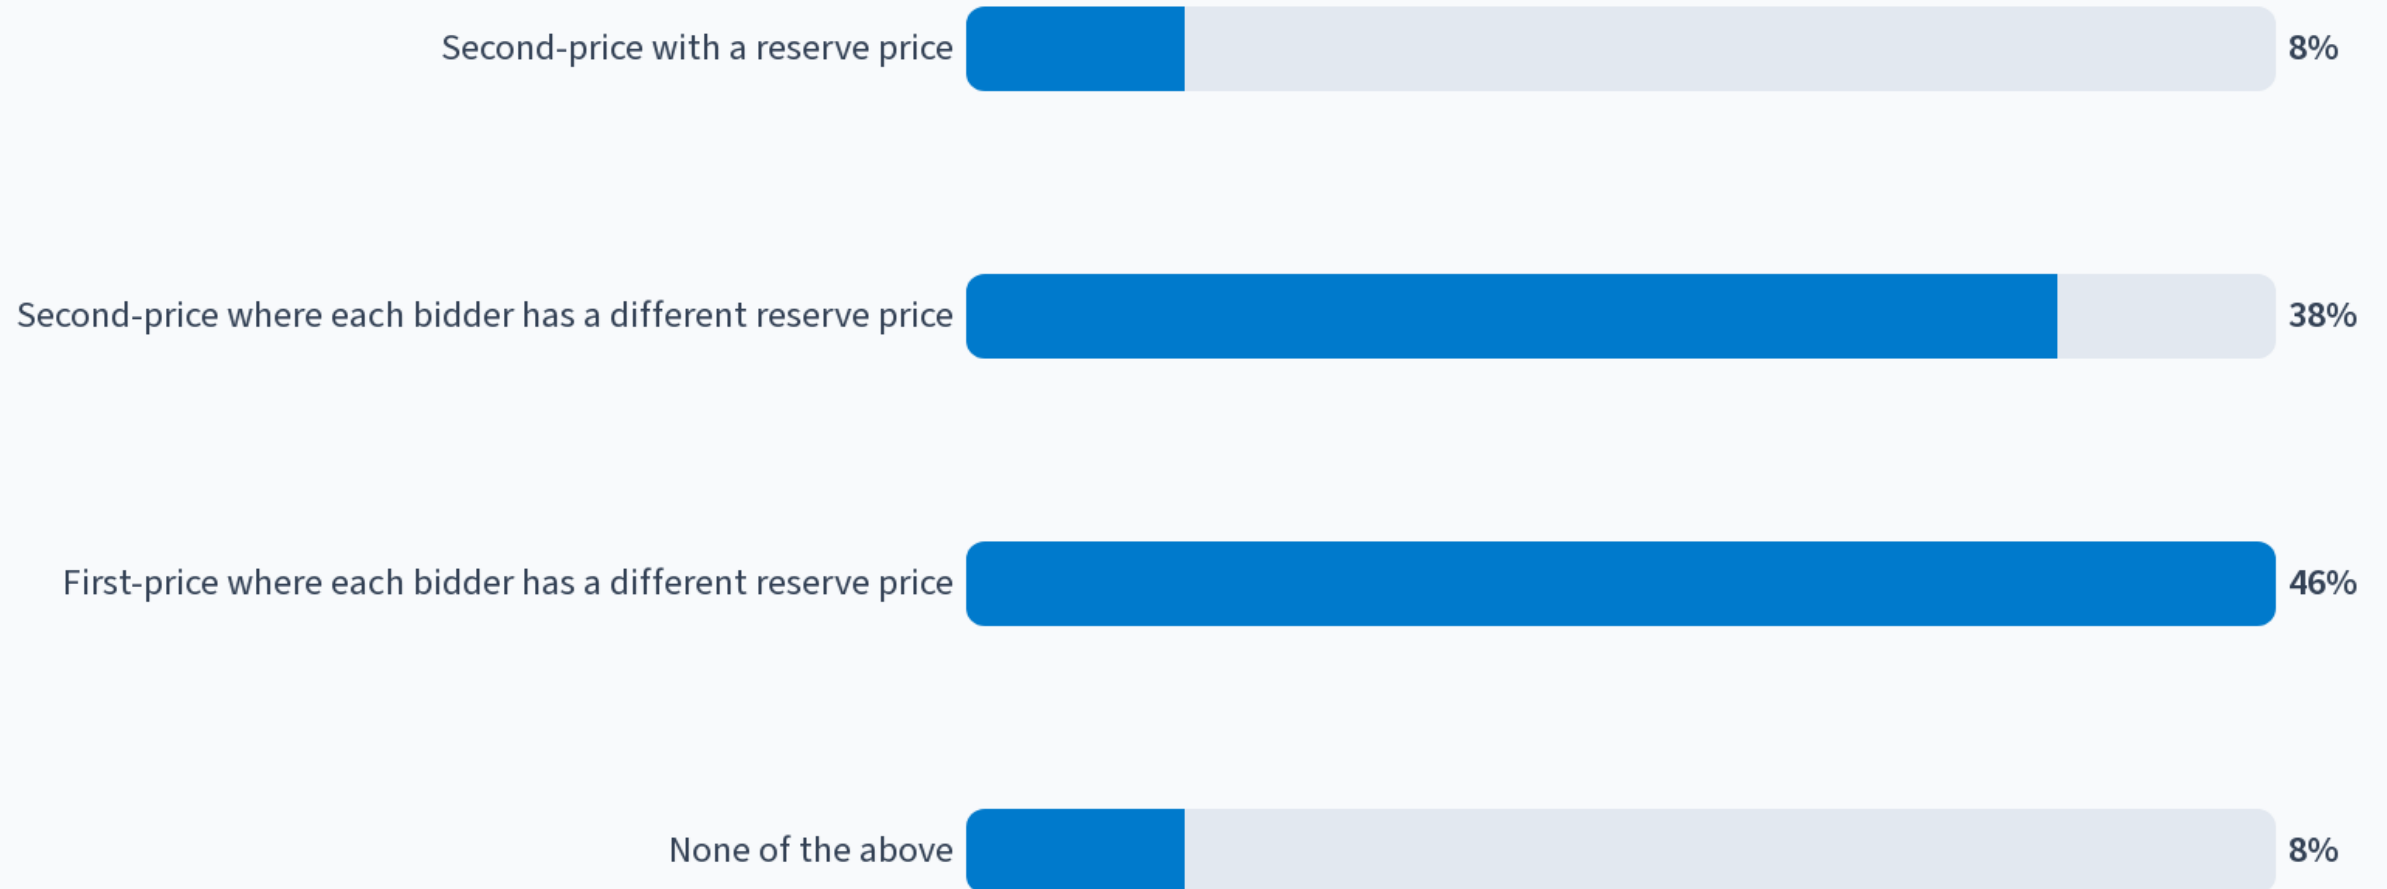 Second-price with a reserve price 8%
Second-price where each bidder has a different reserve price 38%
First-price where each bidder has a different reserve price 46%
None of the above 8%